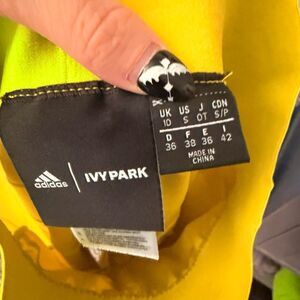 UK US J CDN
10 S OT S/P
D F E I
36 38 36 42
MADE IN
CHINA
adidas | IVY PARK